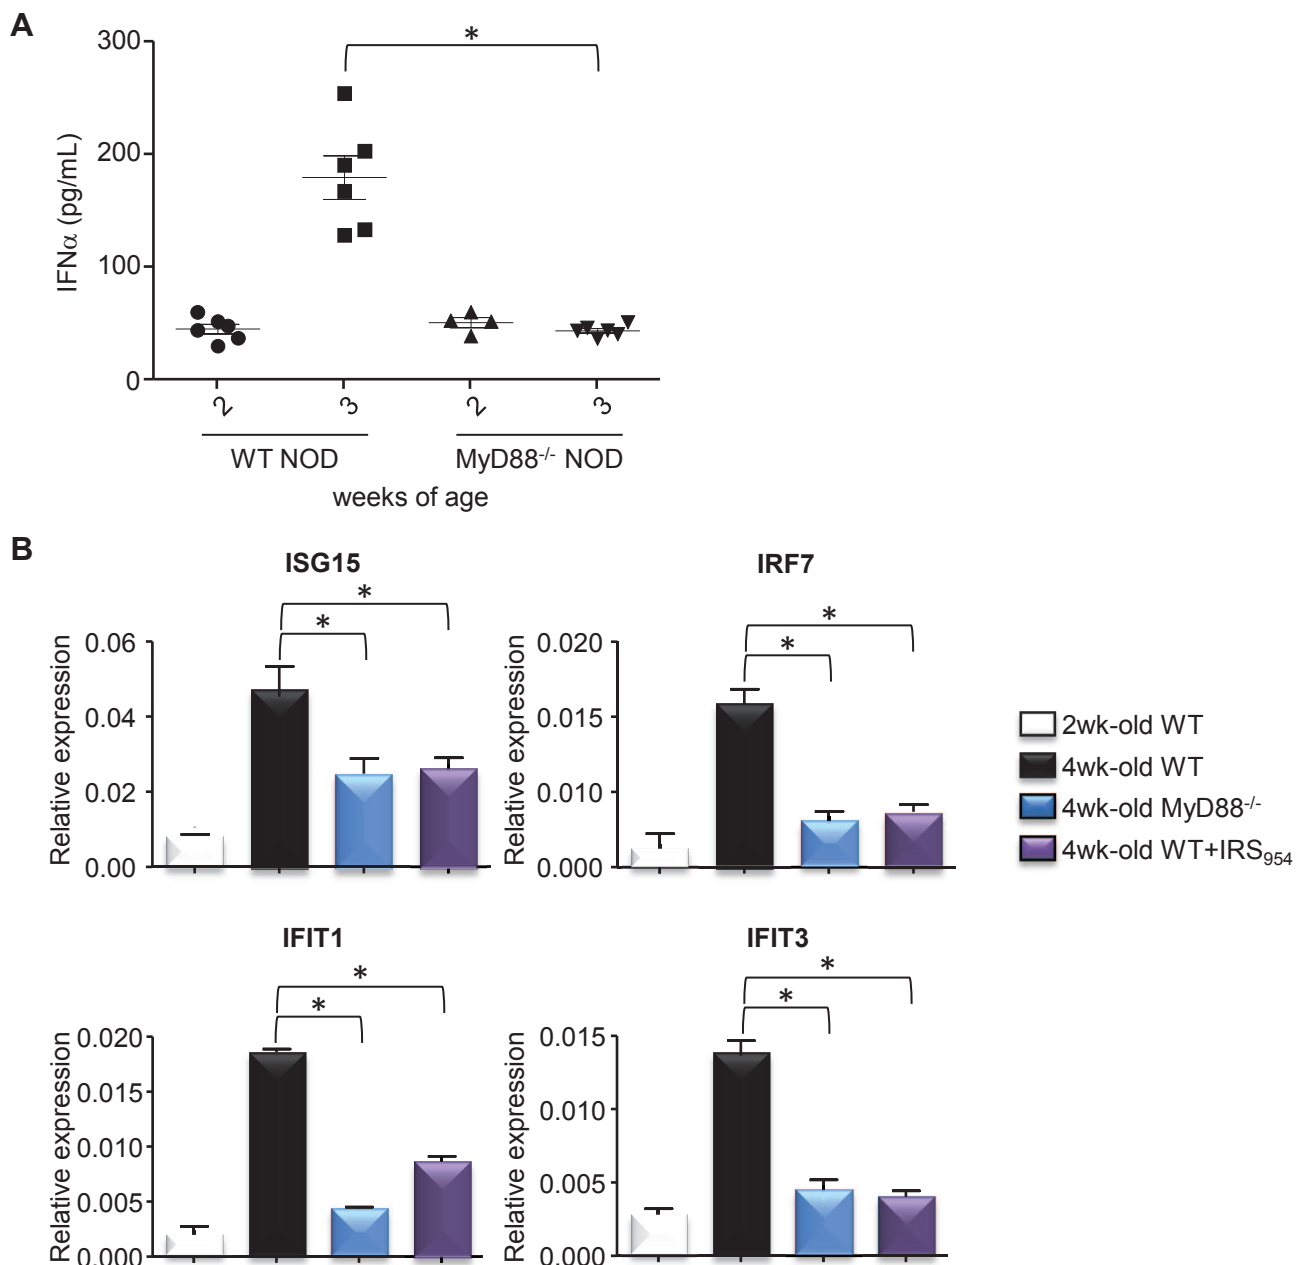 A
*
300
200
100
0
IFNα (pg/mL)
2
3
2
3
WT NOD
MyD88-/- NOD
weeks of age
B
ISG15
*
*
0.06
0.04
0.02
0.00
Relative expression
IRF7
*
*
0.020
0.015
0.010
0.000
Relative expression
2wk-old WT
4wk-old WT
4wk-old MyD88-/-
4wk-old WT+IRS954
IFIT1
*
*
0.020
0.015
0.010
0.005
0.000
Relative expression
IFIT3
*
*
0.015
0.010
0.005
0.000
Relative expression